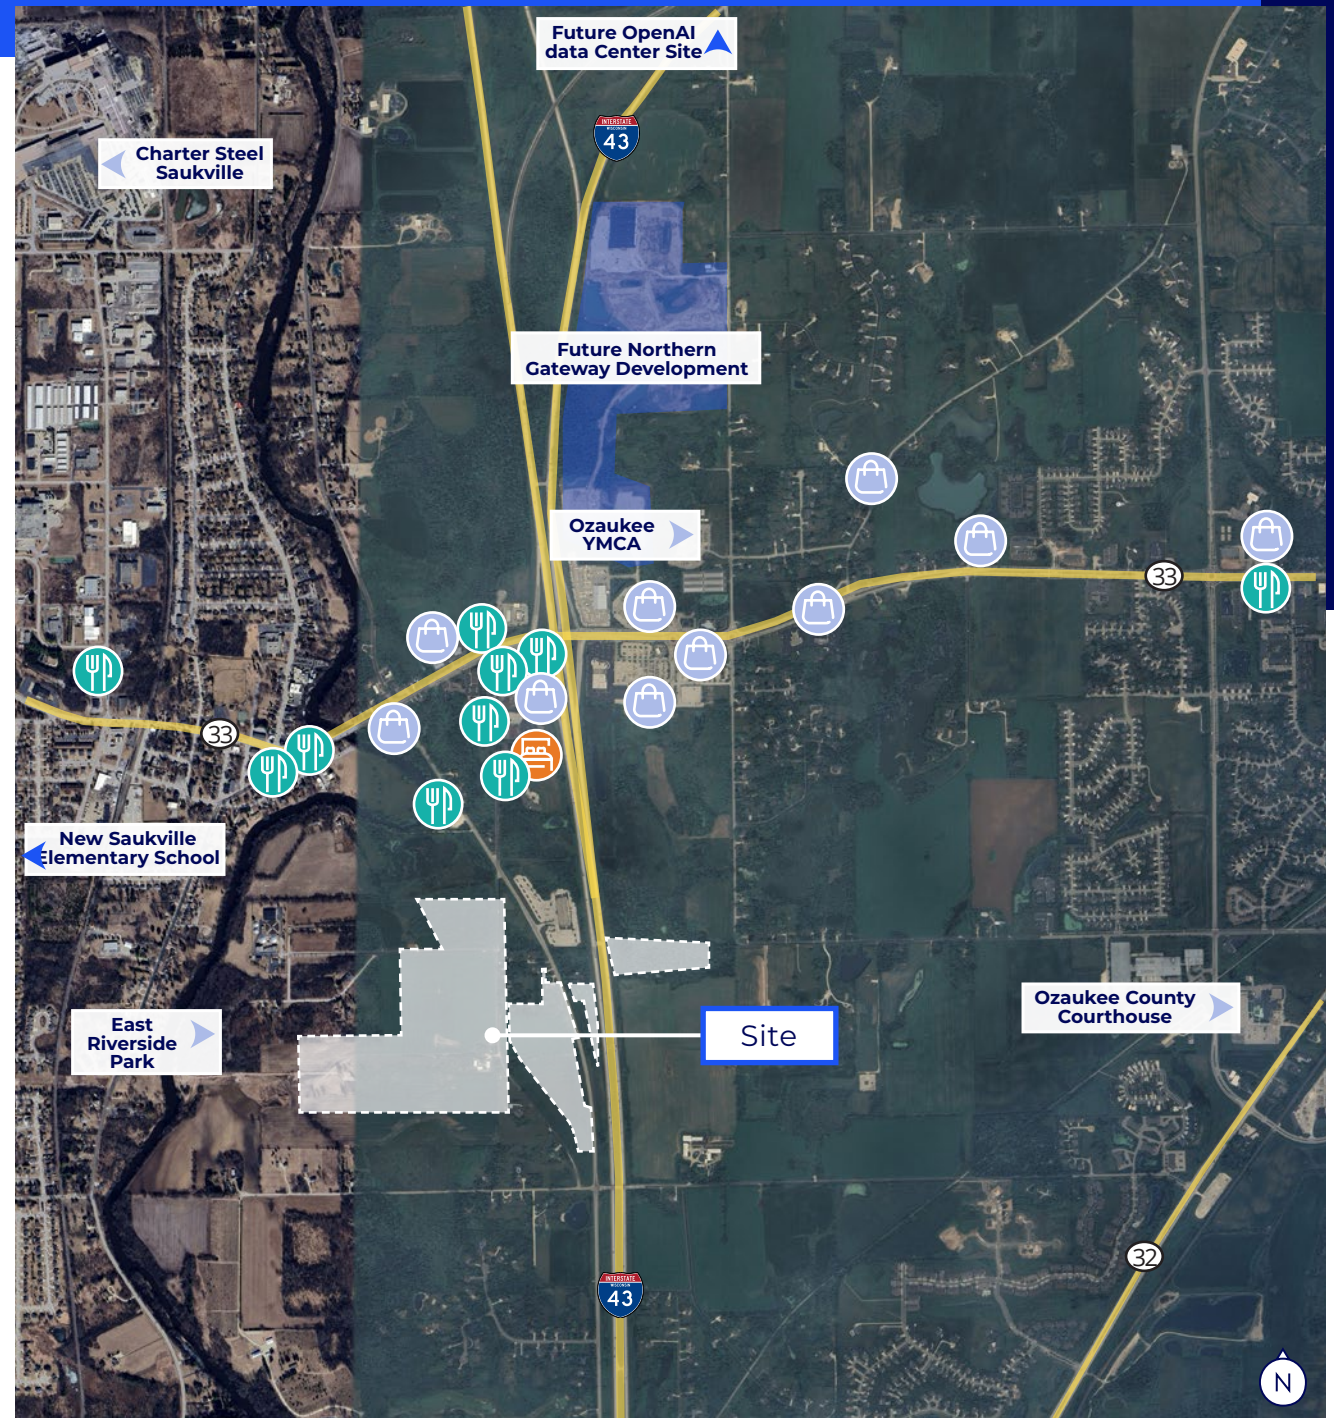 Future OpenAI
data Center Site
INTERSTATE
WISCONSIN
43
Charter Steel
Saukville
Future Northern
Gateway Development
Ozaukee
YMCA
33
33
New Saukville
Elementary School
East
Riverside
Park
Site
Ozaukee County
Courthouse
32
INTERSTATE
WISCONSIN
43
N